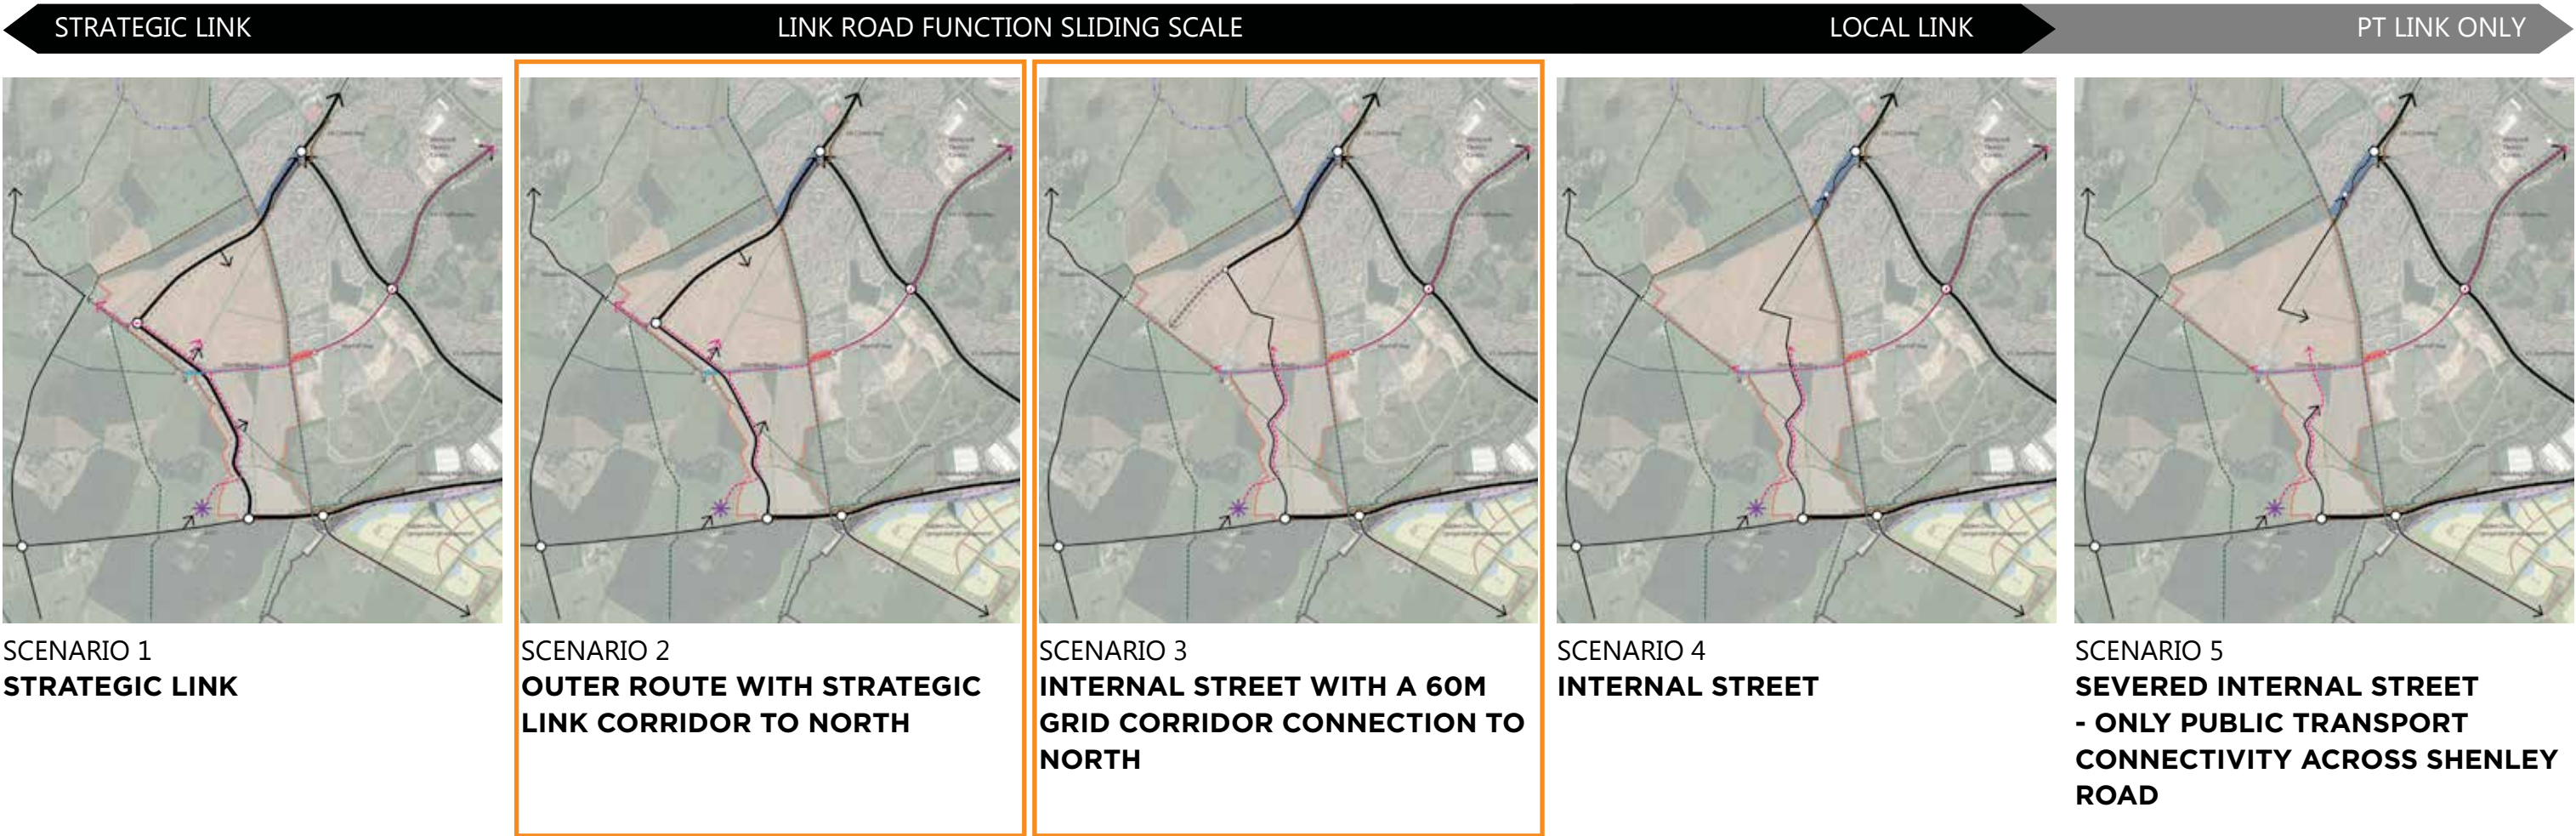 STRATEGIC LINK
LINK ROAD FUNCTION SLIDING SCALE
LOCAL LINK
PT LINK ONLY
SCENARIO 1
STRATEGIC LINK
SCENARIO 2
OUTER ROUTE WITH STRATEGIC
LINK CORRIDOR TO NORTH
SCENARIO 3
INTERNAL STREET WITH A 60M
GRID CORRIDOR CONNECTION TO
NORTH
SCENARIO 4
INTERNAL STREET
SCENARIO 5
SEVERED INTERNAL STREET
- ONLY PUBLIC TRANSPORT
CONNECTIVITY ACROSS SHENLEY
ROAD